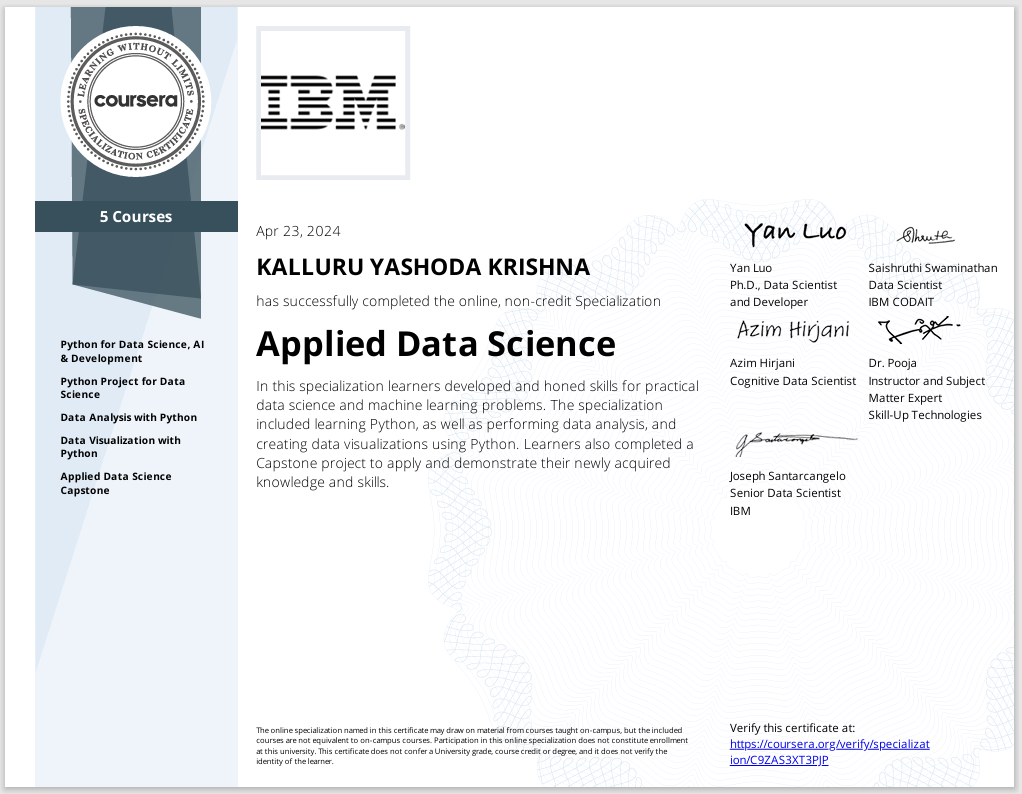 LEARNING WITHOUT LIMITS
coursera
SPECIALIZATION CERTIFICATE
5 Courses
Python for Data Science, AI
& Development
Python Project for Data
Science
Data Analysis with Python
Data Visualization with
Python
Applied Data Science
Capstone
IBM
Apr 23, 2024
KALLURU YASHODA KRISHNA
has successfully completed the online, non-credit Specialization
Applied Data Science
In this specialization learners developed and honed skills for practical
data science and machine learning problems. The specialization
included learning Python, as well as performing data analysis, and
creating data visualizations using Python. Learners also completed a
Capstone project to apply and demonstrate their newly acquired
knowledge and skills.
Yan Luo
Yan Luo
Ph.D., Data Scientist
and Developer
Saishruthi Swaminathan
Data Scientist
IBM CODAIT
Azim Hirjani
Azim Hirjani
Cognitive Data Scientist
Dr. Pooja
Instructor and Subject
Matter Expert
Skill-Up Technologies
Joseph Santarcangelo
Senior Data Scientist
IBM
The online specialization named in this certificate may draw on material from courses taught on-campus, but the included
courses are not equivalent to on-campus courses. Participation in this online specialization does not constitute enrollment
at this university. This certificate does not confer a University grade, course credit or degree, and it does not verify the
identity of the learner.
Verify this certificate at:
https://coursera.org/verify/specializat
ion/C9ZAS3XT3PJP